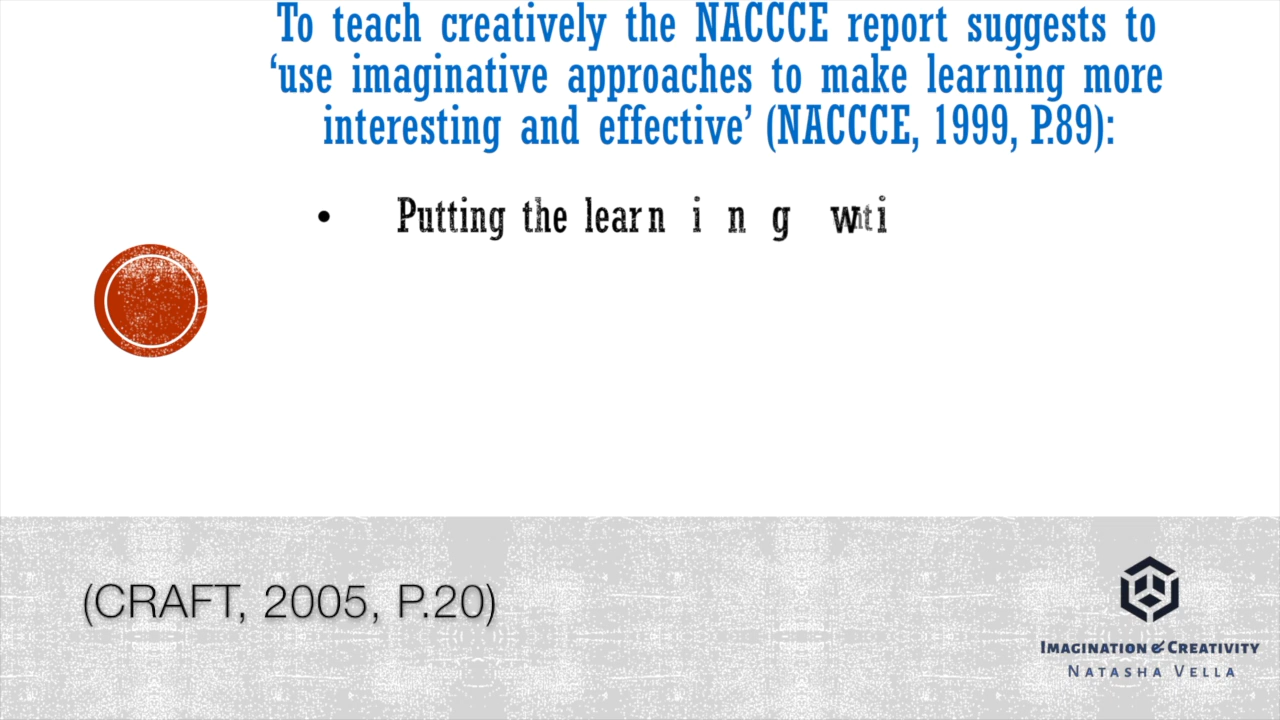 To teach creatively the NACCCE report suggests to
‘use imaginative approaches to make learning more
interesting and effective’ (NACCCE, 1999, P.89):
• Putting the learning
(CRAFT, 2005, P.20)
IMAGINATION & CREATIVITY
NATASHA VELLA